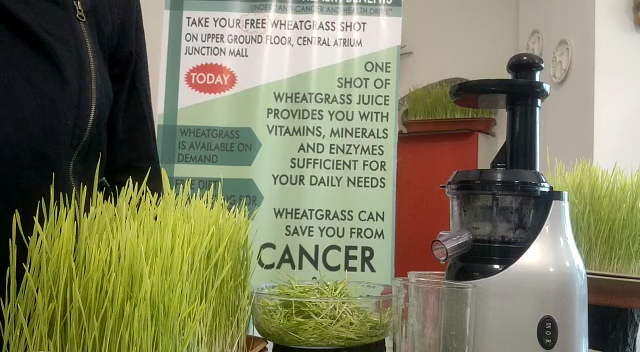 HEALTH BENEFITS
TAKE YOUR FREE WHEATGRASS SHOT
ON UPPER GROUND FLOOR, CENTRAL ATRIUM
JUNCTION MALL
TODAY
ONE
SHOT OF
WHEATGRASS JUICE
PROVIDES YOU WITH
VITAMINS, MINERALS
AND ENZYMES
SUFFICIENT FOR
YOUR DAILY NEEDS
WHEATGRASS
IS AVAILABLE ON
DEMAND
WHEATGRASS CAN
SAVE YOU FROM
CANCER